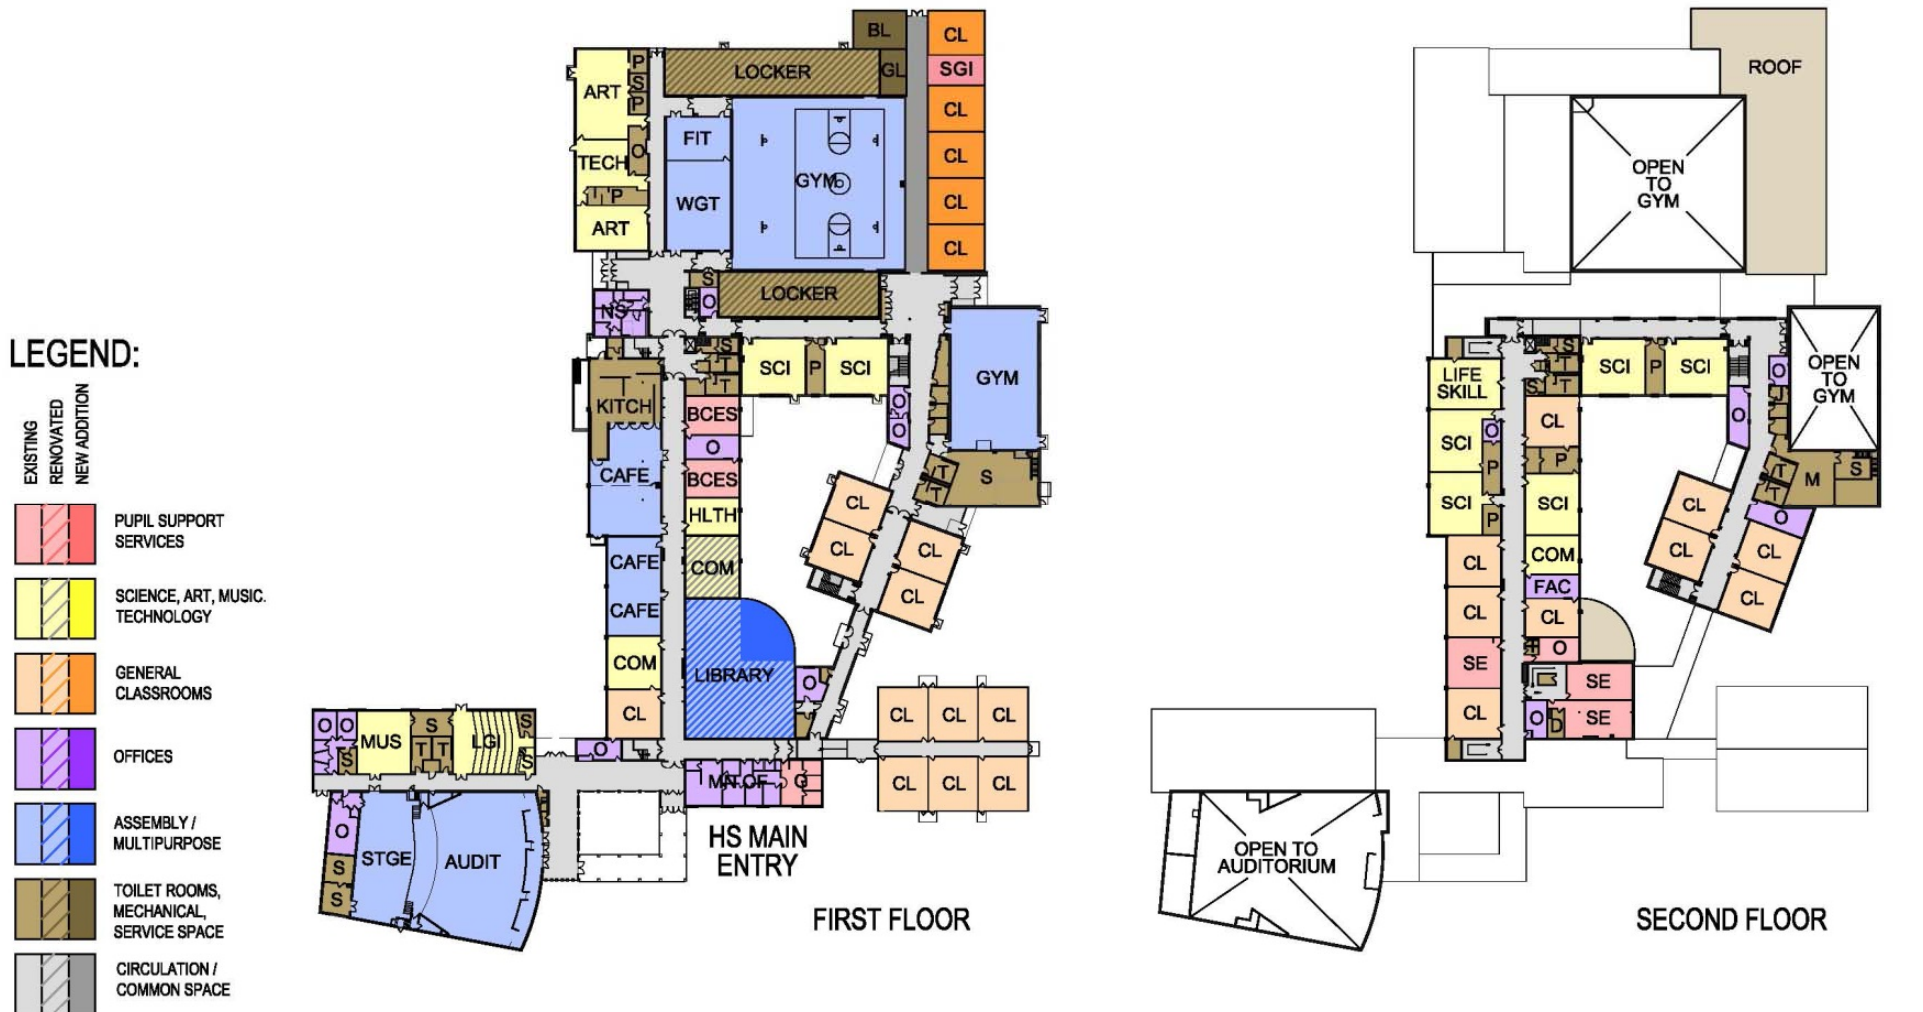 LEGEND:
EXISTING
RENOVATED
NEW ADDITION
PUPIL SUPPORT
SERVICES
SCIENCE, ART, MUSIC.
TECHNOLOGY
GENERAL
CLASSROOMS
OFFICES
ASSEMBLY /
MULTIPURPOSE
TOILET ROOMS,
MECHANICAL,
SERVICE SPACE
CIRCULATION /
COMMON SPACE
BL
CL
LOCKER
GL
SGI
ART
P
S
P
CL
FIT
CL
TECH
O
GYM
P
WGT
CL
ART
CL
S
LOCKER
O
NS
S
SCI
P
SCI
GYM
T
T
KITCH
BCES
O
O
O
CAFE
BCES
T
S
T
CL
HLTH
CL
CL
CAFE
COM
CL
CAFE
COM
LIBRARY
O
CL
CL
CL
CL
O
O
MUS
S
LGI
S
T
T
S
S
O
MN OF
G
CL
CL
CL
O
STGE
AUDIT
S
S
HS MAIN
ENTRY
FIRST FLOOR
ROOF
OPEN
TO
GYM
S
SCI
P
SCI
O
OPEN
TO
GYM
LIFE
SKILL
S
T
CL
O
SCI
O
P
P
T
M
S
T
SCI
P
SCI
CL
O
CL
COM
CL
CL
FAC
CL
CL
CL
SE
O
SE
CL
O
D
SE
OPEN TO
AUDITORIUM
SECOND FLOOR